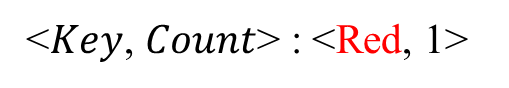 <Key, Count> : <Red, 1>